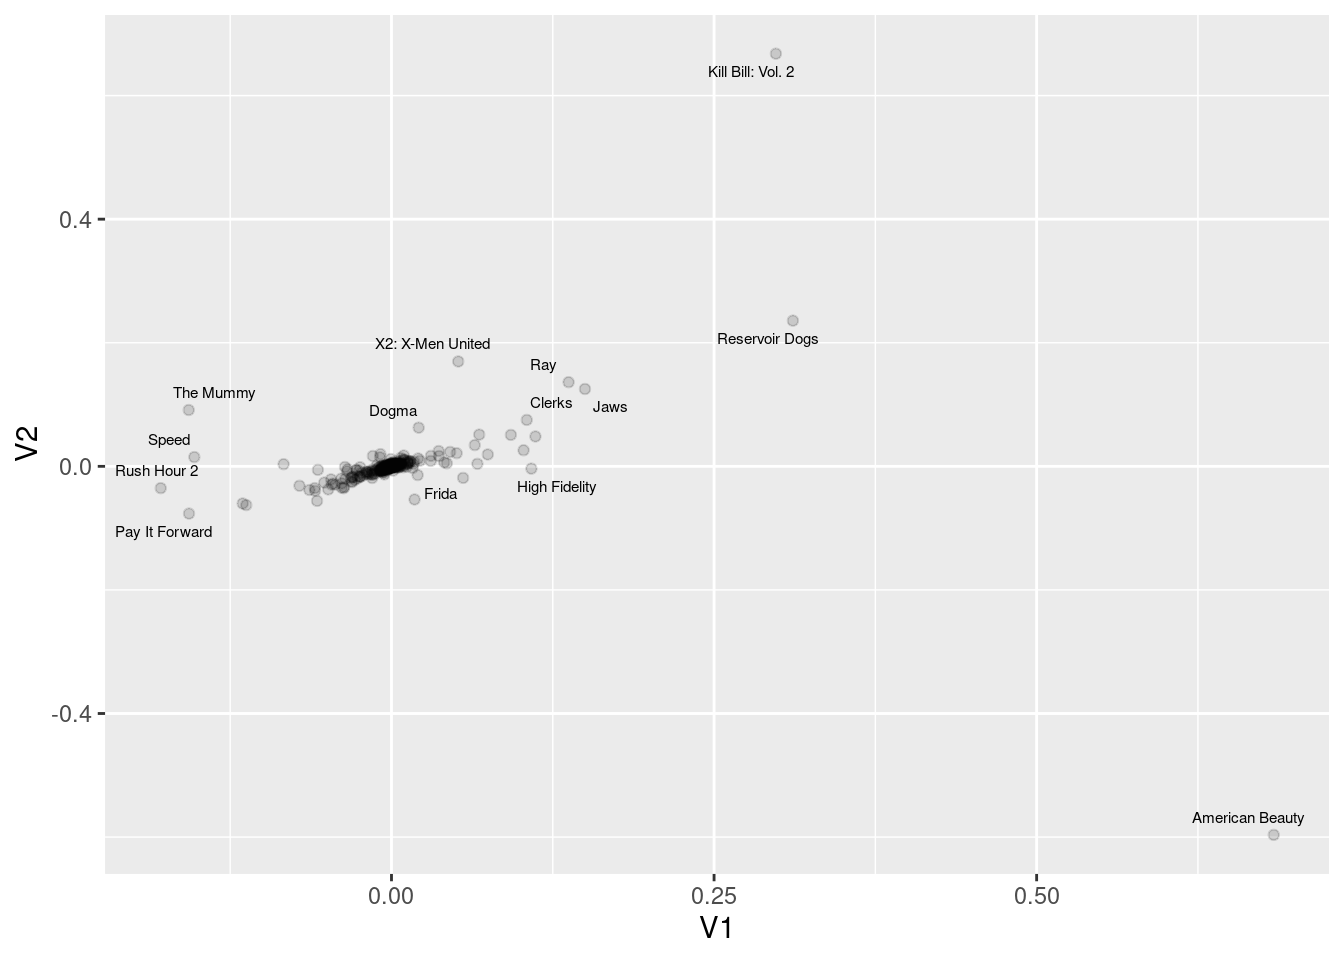 Kill Bill: Vol. 2
0.4
Reservoir Dogs
X2: X-Men United
Ray
The Mummy
Clerks
Jaws
Dogma
Speed
V2
0.0
Rush Hour 2
High Fidelity
Frida
Pay It Forward
-0.4
American Beauty
0.00
0.25
0.50
V1